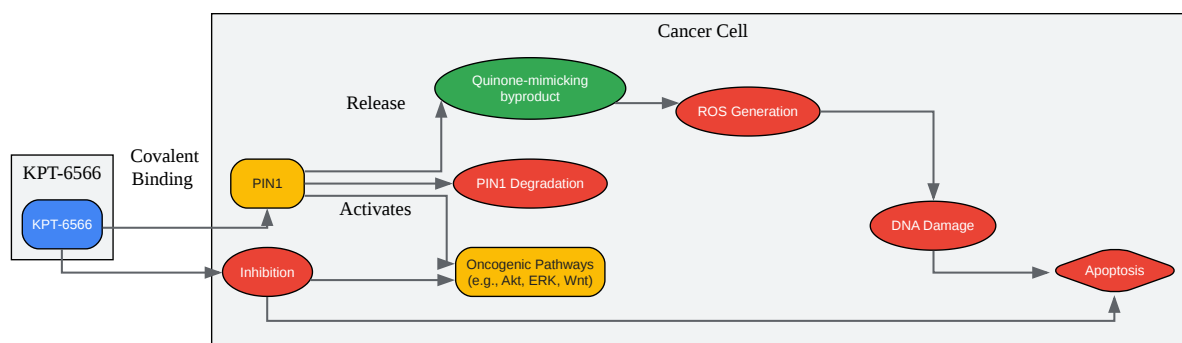 Cancer Cell
Quinone-mimicking
byproduct
Release
ROS Generation
Covalent
Binding
KPT-6566
PIN1
PIN1 Degradation
KPT-6566
Activates
DNA Damage
Inhibition
Oncogenic Pathways
(e.g., Akt, ERK, Wnt)
Apoptosis